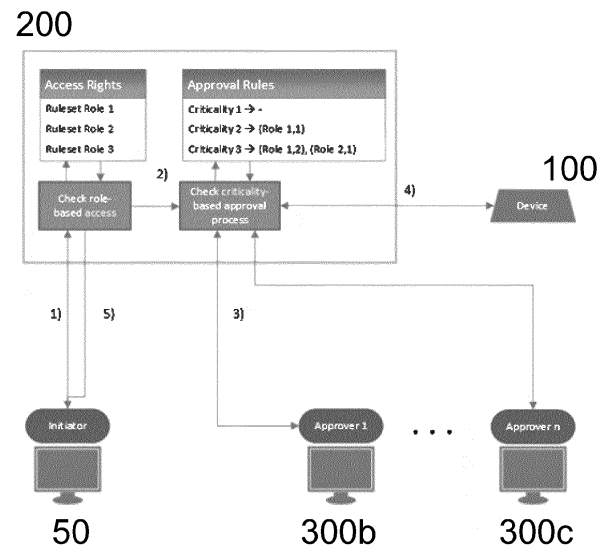 200
Access Rights
Ruleset Role 1
Ruleset Role 2
Ruleset Role 3
Approval Rules
Criticality 1 → -
Criticality 2 → {Role 1,1}
Criticality 3 → {Role 1,2}, {Role 2,1}
Check role-
based access
2)
Check criticality-
based approval
process
4)
100
Device
1)
5)
3)
Initiator
Approver 1
. . .
Approver n
50
300b
300c